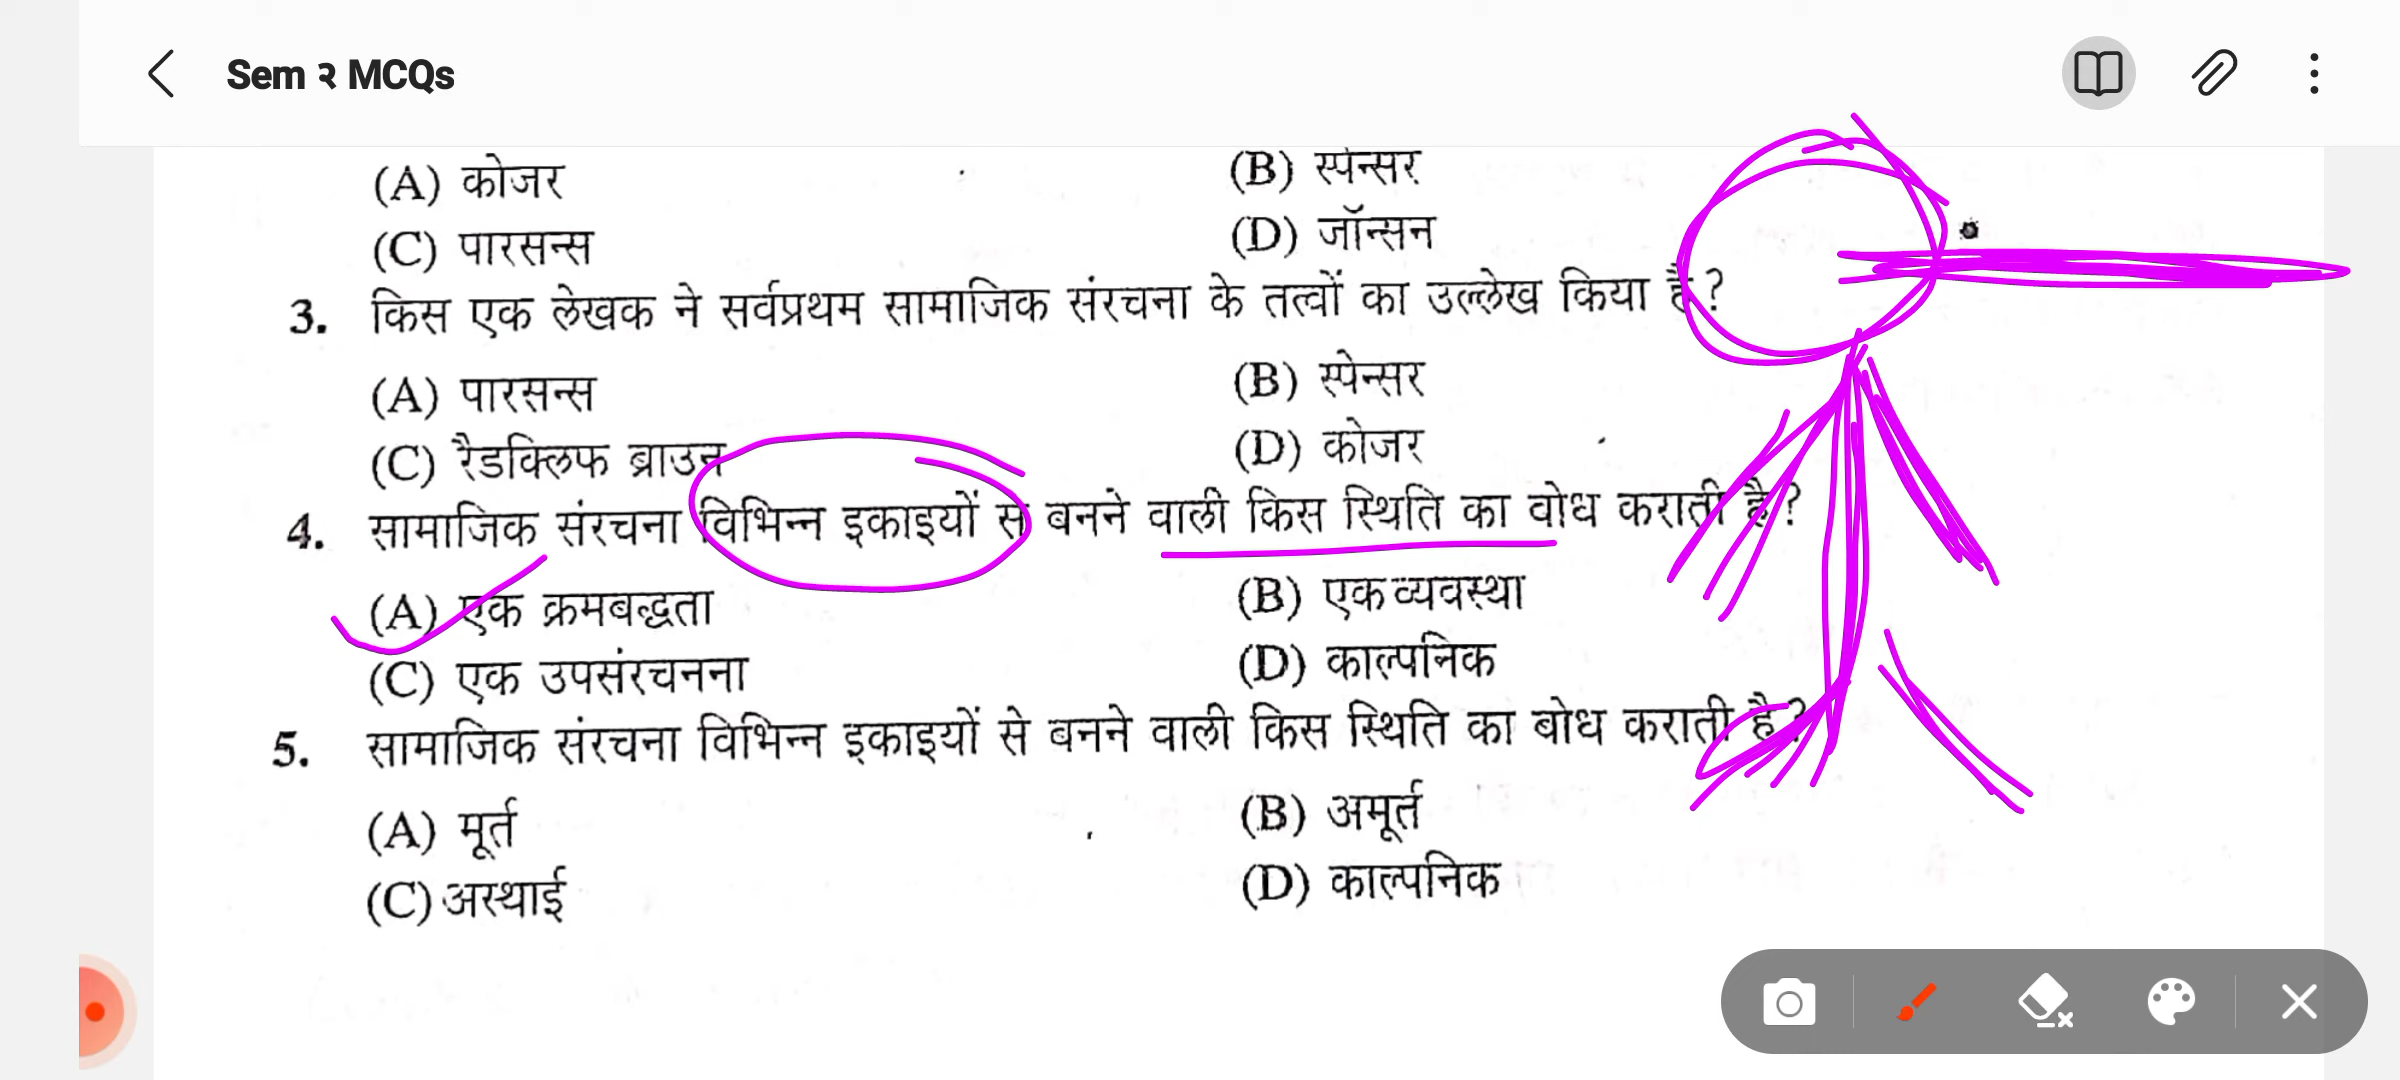 Sem २ MCQs
(A) कोजर (B) स्पेन्सर
(C) पारसन्स (D) जॉन्सन
3. किस एक लेखक ने सर्वप्रथम सामाजिक संरचना के तत्वों का उल्लेख किया है ?
(A) पारसन्स (B) स्पेन्सर
(C) रैडक्लिफ ब्राउन (D) कोजर
4. सामाजिक संरचना विभिन्न इकाइयों से बनने वाली किस स्थिति का वोध कराती है ?
(A) एक क्रमबद्धता (B) एक व्यवस्था
(C) एक उपसंरचनना (D) काल्पनिक
5. सामाजिक संरचना विभिन्न इकाइयों से बनने वाली किस स्थिति का बोध कराती है ?
(A) मूर्त (B) अमूर्त
(C) अस्थाई (D) काल्पनिक